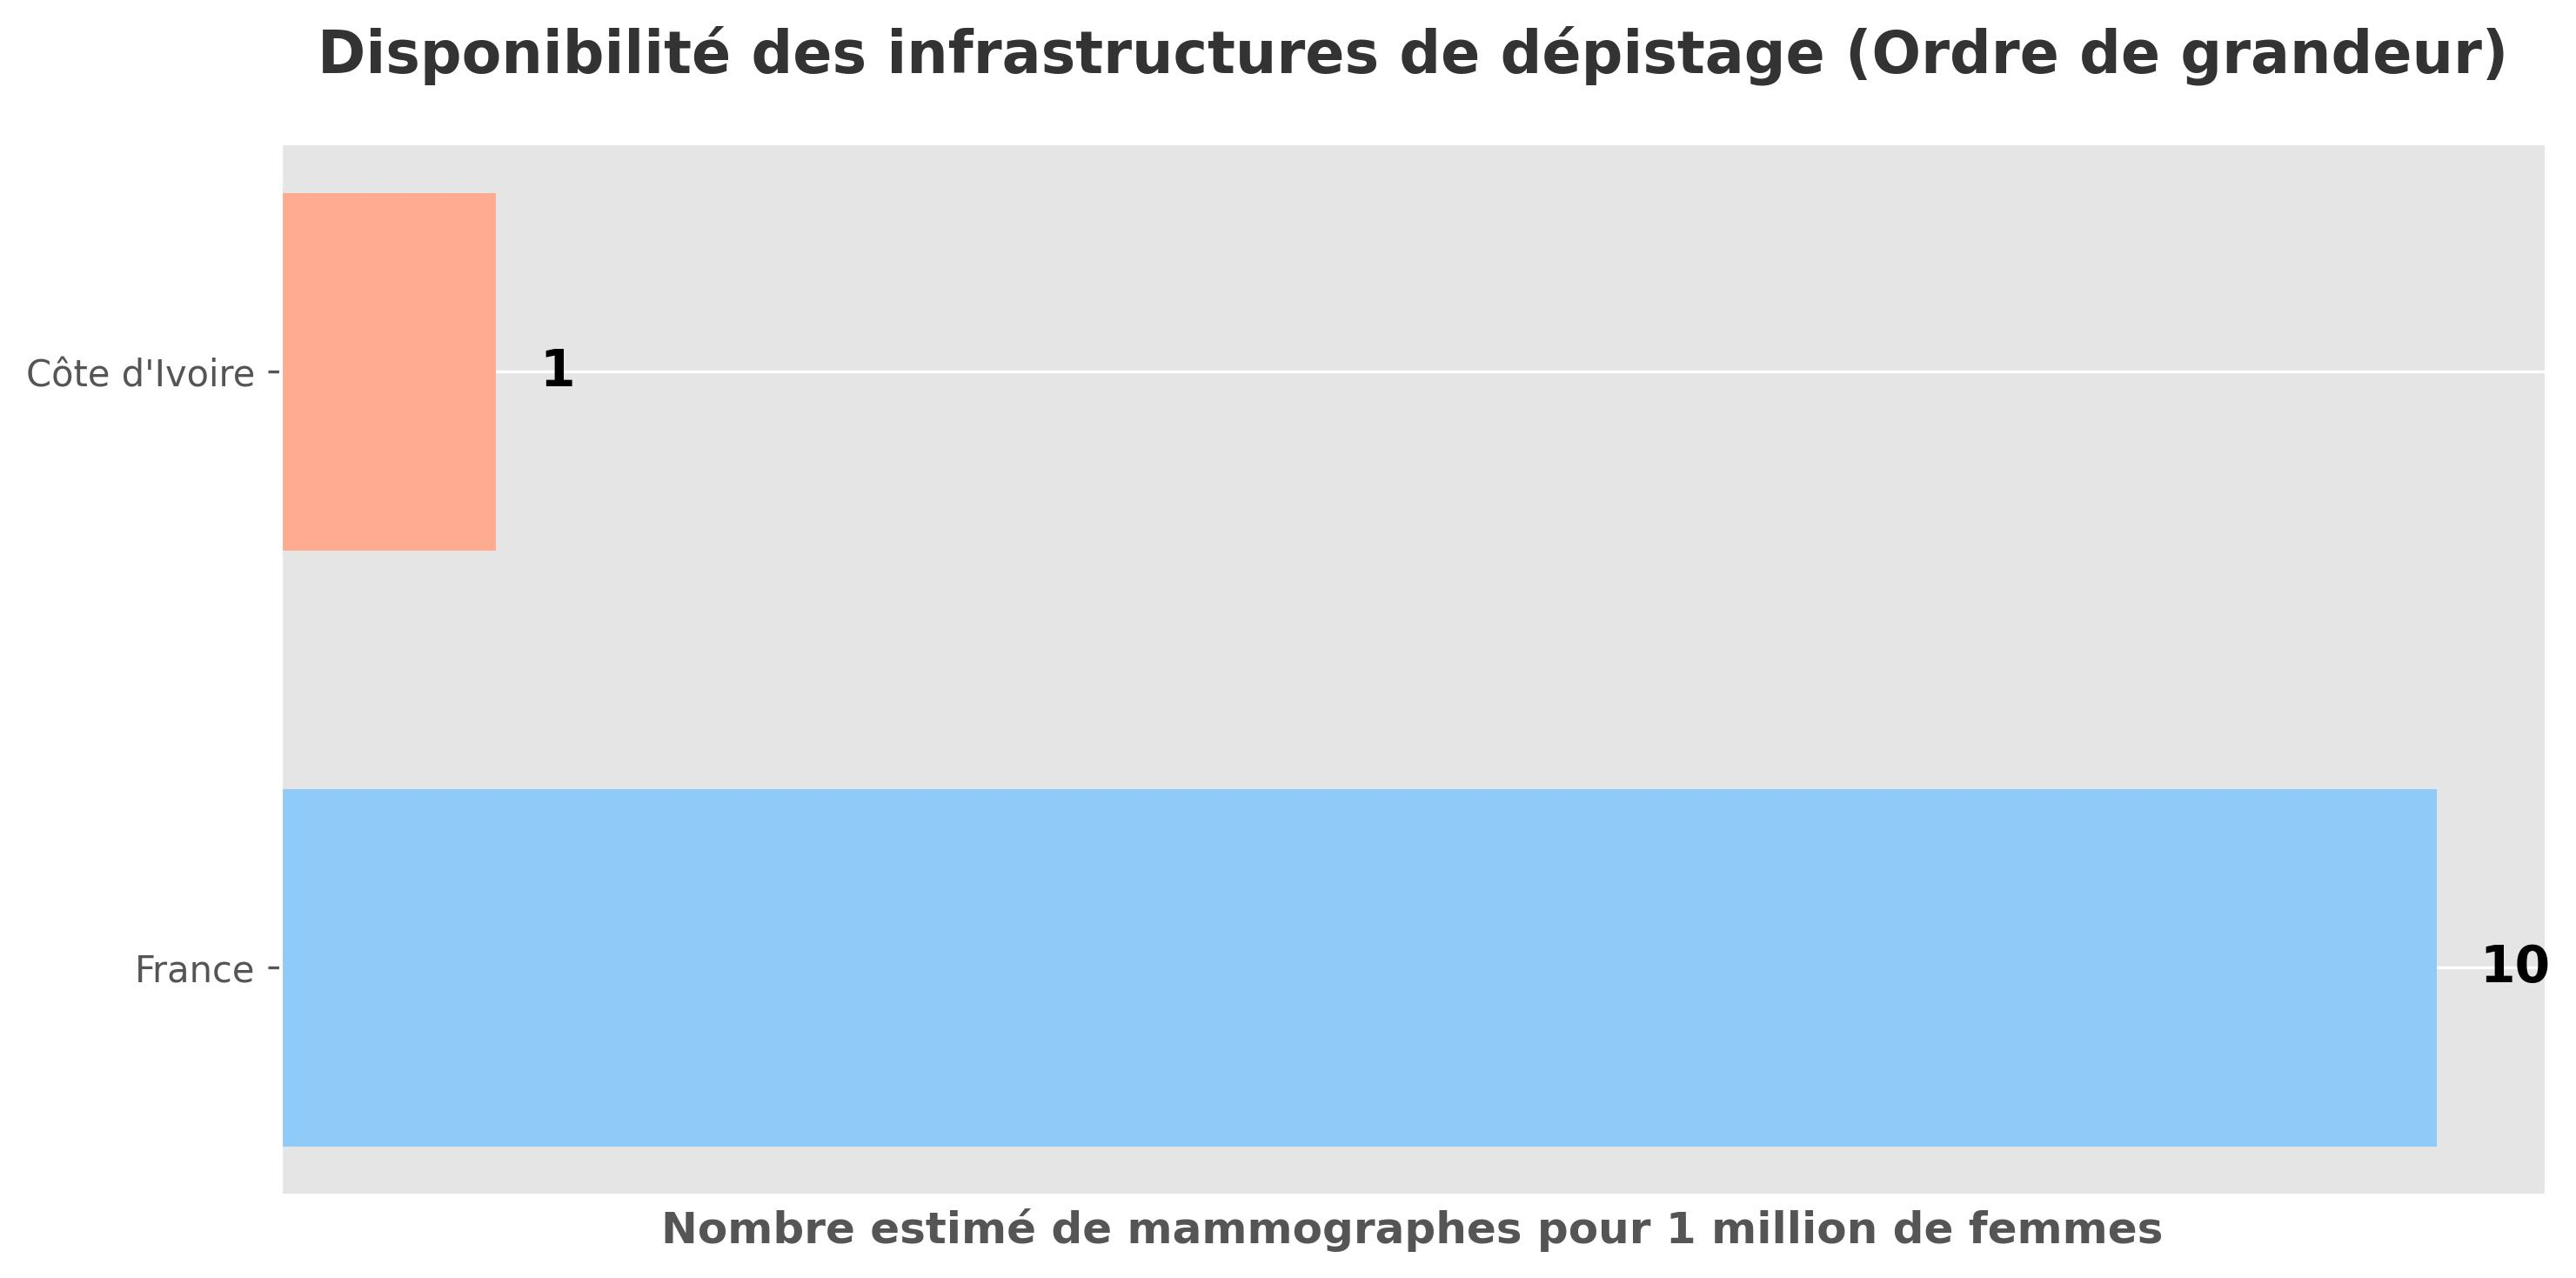 Disponibilité des infrastructures de dépistage (Ordre de grandeur)
Côte d'Ivoire
1
France
10
Nombre estimé de mammographes pour 1 million de femmes